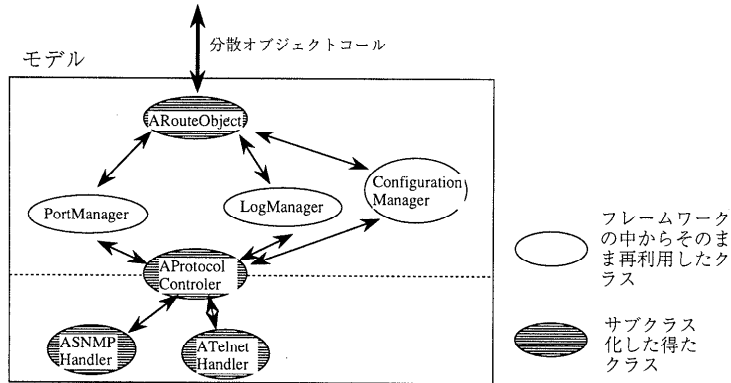 分散オブジェクトコール
モデル
ARouteObject
PortManager
LogManager
Configuration
Manager
AProtocol
Controler
ASNMP
Handler
ATelnet
Handler
フレームワーク
の中からそのま
ま再利用したク
ラス
サブクラス
化した得た
クラス